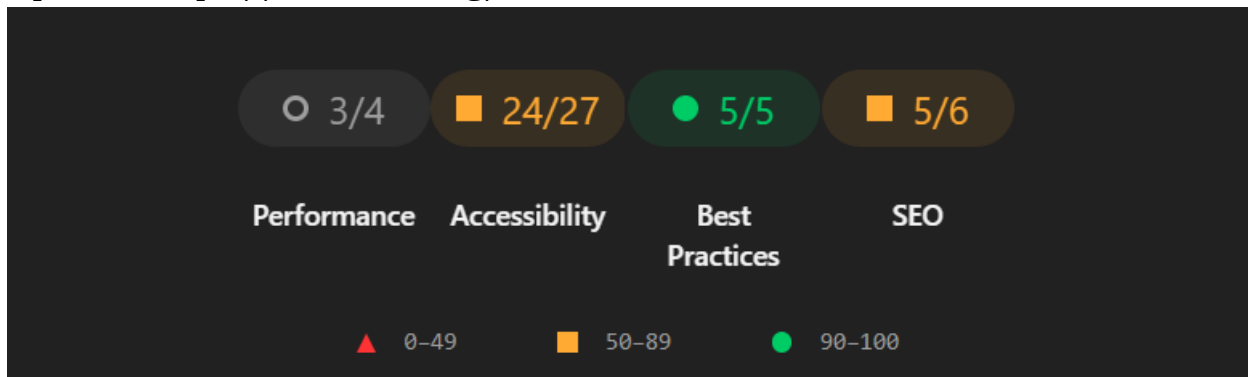 3/4 24/27 5/5 5/6
Performance Accessibility Best Practices SEO
0–49 50–89 90–100